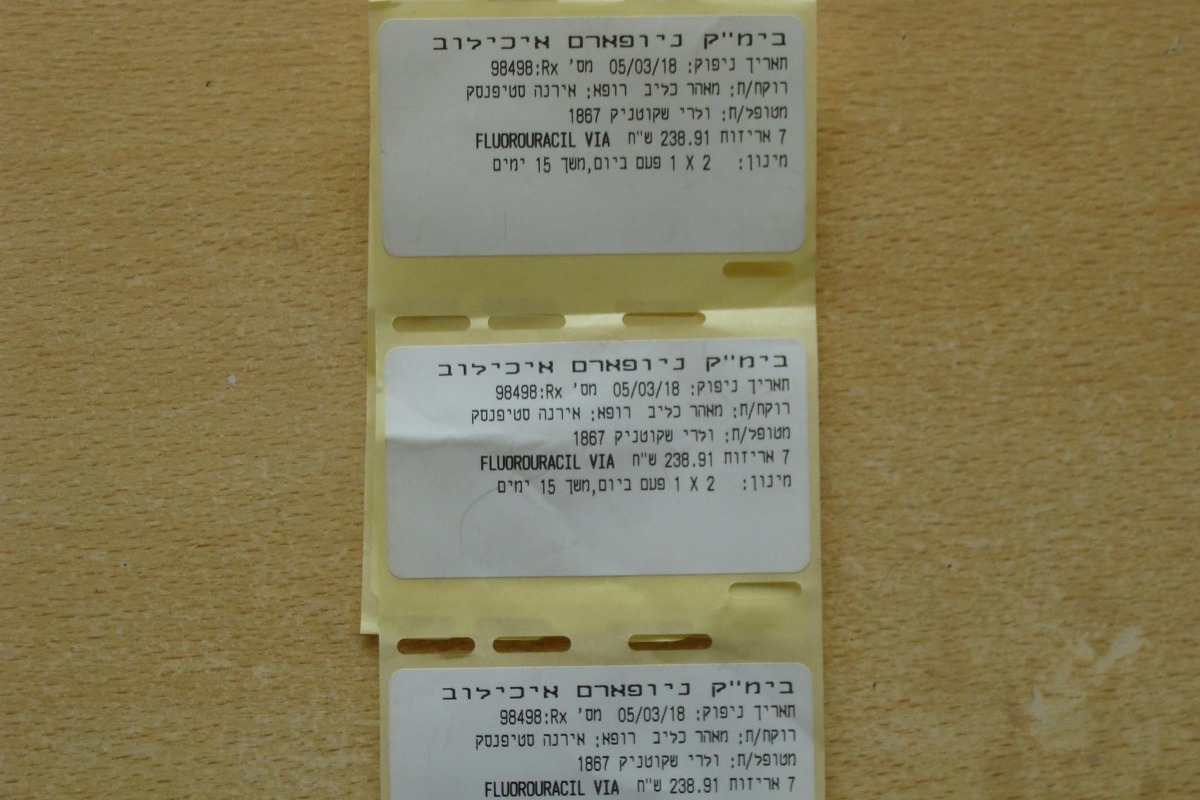 בימ"ק ניופארם איכילוב
תאריך ניפוק: 05/03/18 מס' Rx:98498
רוקח/ת: מאהר כליב רופא: אירנה סטיפנסק
מטופל/ת: ולרי שקוטניק 1867
7 אריזות 238.91 ש"ח FLUOROURACIL VIA
מינון: 2 X 1 פעם ביום,משך 15 ימים
בימ"ק ניופארם איכילוב
תאריך ניפוק: 05/03/18 מס' Rx:98498
רוקח/ת: מאהר כליב רופא: אירנה סטיפנסק
מטופל/ת: ולרי שקוטניק 1867
7 אריזות 238.91 ש"ח FLUOROURACIL VIA
מינון: 2 X 1 פעם ביום,משך 15 ימים
בימ"ק ניופארם איכילוב
תאריך ניפוק: 05/03/18 מס' Rx:98498
רוקח/ת: מאהר כליב רופא: אירנה סטיפנסק
מטופל/ת: ולרי שקוטניק 1867
7 אריזות 238.91 ש"ח FLUOROURACIL VIA